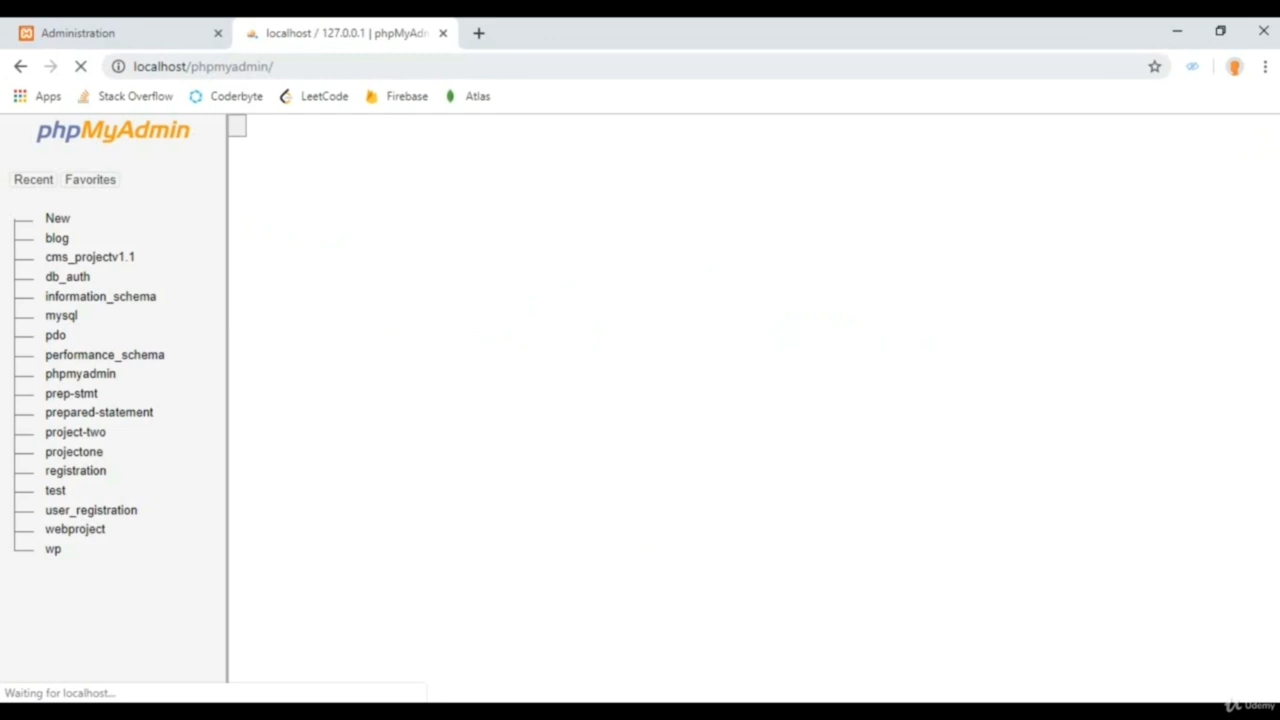 Administration
localhost / 127.0.0.1 | phpMyAdn
localhost/phpmyadmin/
Apps Stack Overflow Coderbyte LeetCode Firebase Atlas
phpMyAdmin
Recent Favorites
New
blog
cms_projectv1.1
db_auth
information_schema
mysql
pdo
performance_schema
phpmyadmin
prep-stmt
prepared-statement
project-two
projectone
registration
test
user_registration
webproject
wp
Waiting for localhost...
Udemy